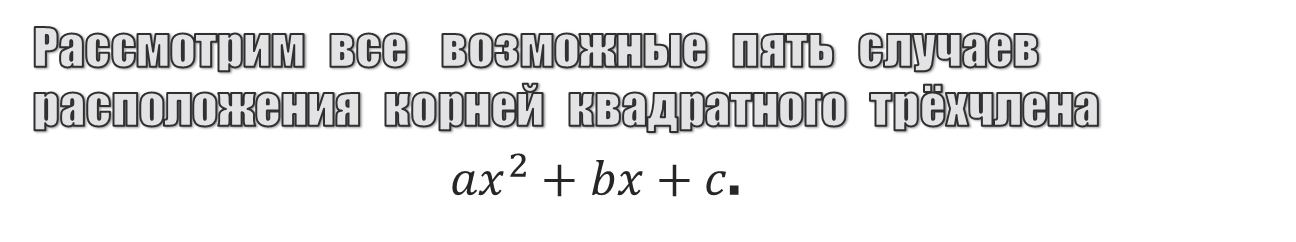 Рассмотрим все возможные пять случаев
расположения корней квадратного трёхчлена
𝑎𝑥² + 𝑏𝑥 + 𝑐.